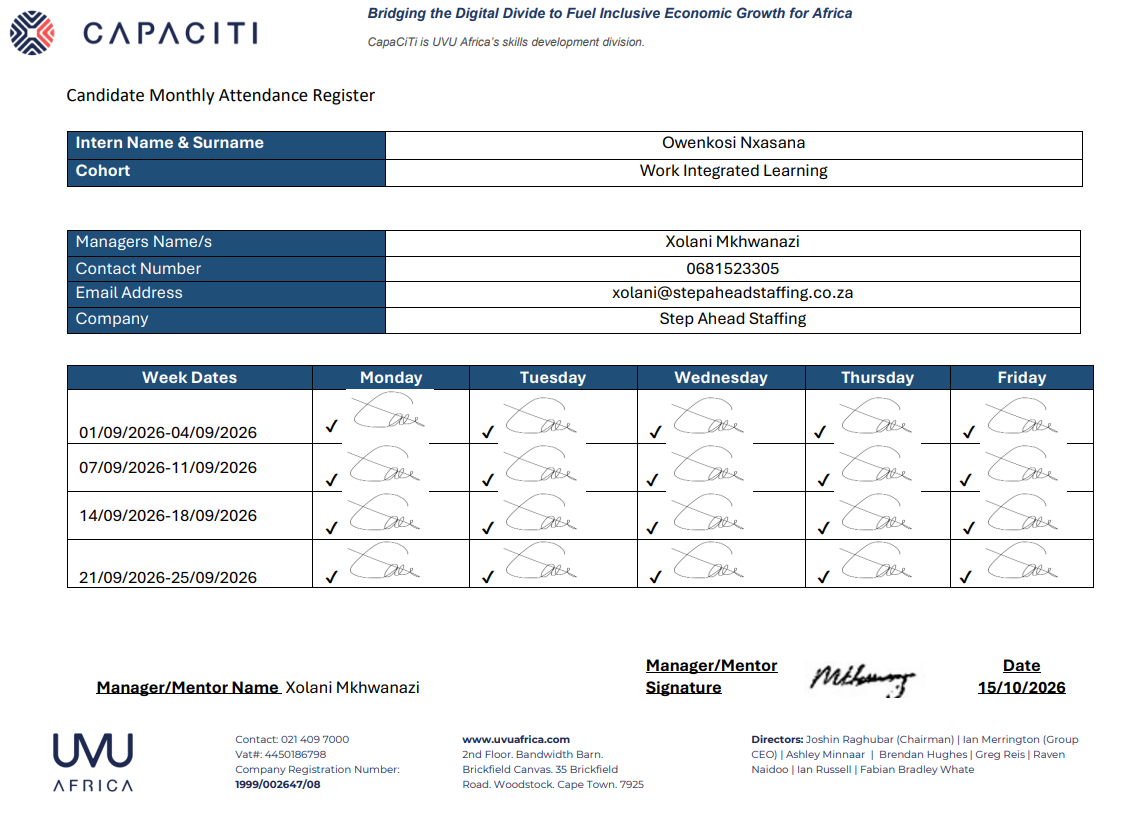 CAPACITI
Bridging the Digital Divide to Fuel Inclusive Economic Growth for Africa
CapaCiTi is UVU Africa's skills development division.
Candidate Monthly Attendance Register
Intern Name & Surname Owenkosi Nxasana
Cohort Work Integrated Learning
Managers Name/s Xolani Mkhwanazi
Contact Number 0681523305
Email Address xolani@stepaheadstaffing.co.za
Company Step Ahead Staffing
Week Dates Monday Tuesday Wednesday Thursday Friday
01/09/2026-04/09/2026 ✓ ✓ ✓ ✓ ✓
07/09/2026-11/09/2026 ✓ ✓ ✓ ✓ ✓
14/09/2026-18/09/2026 ✓ ✓ ✓ ✓ ✓
21/09/2026-25/09/2026 ✓ ✓ ✓ ✓ ✓
Manager/Mentor Name Xolani Mkhwanazi
Manager/Mentor
Signature
Date
15/10/2026
UVU
AFRICA
Contact: 021 409 7000
Vat#: 4450186798
Company Registration Number:
1999/002647/08
www.uvuafrica.com
2nd Floor. Bandwidth Barn.
Brickfield Canvas. 35 Brickfield
Road. Woodstock. Cape Town. 7925
Directors: Joshin Raghubar (Chairman) | Ian Merrington (Group
CEO) | Ashley Minnaar | Brendan Hughes | Greg Reis | Raven
Naidoo | Ian Russell | Fabian Bradley Whate